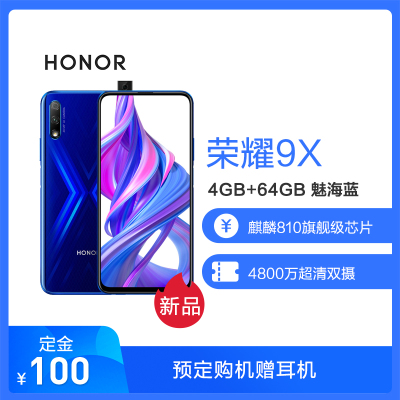 HONOR
荣耀9X
4GB+64GB 魅海蓝
¥ 麒麟810旗舰级芯片
4800万超清双摄
新品
定金
¥100
预定购机赠耳机